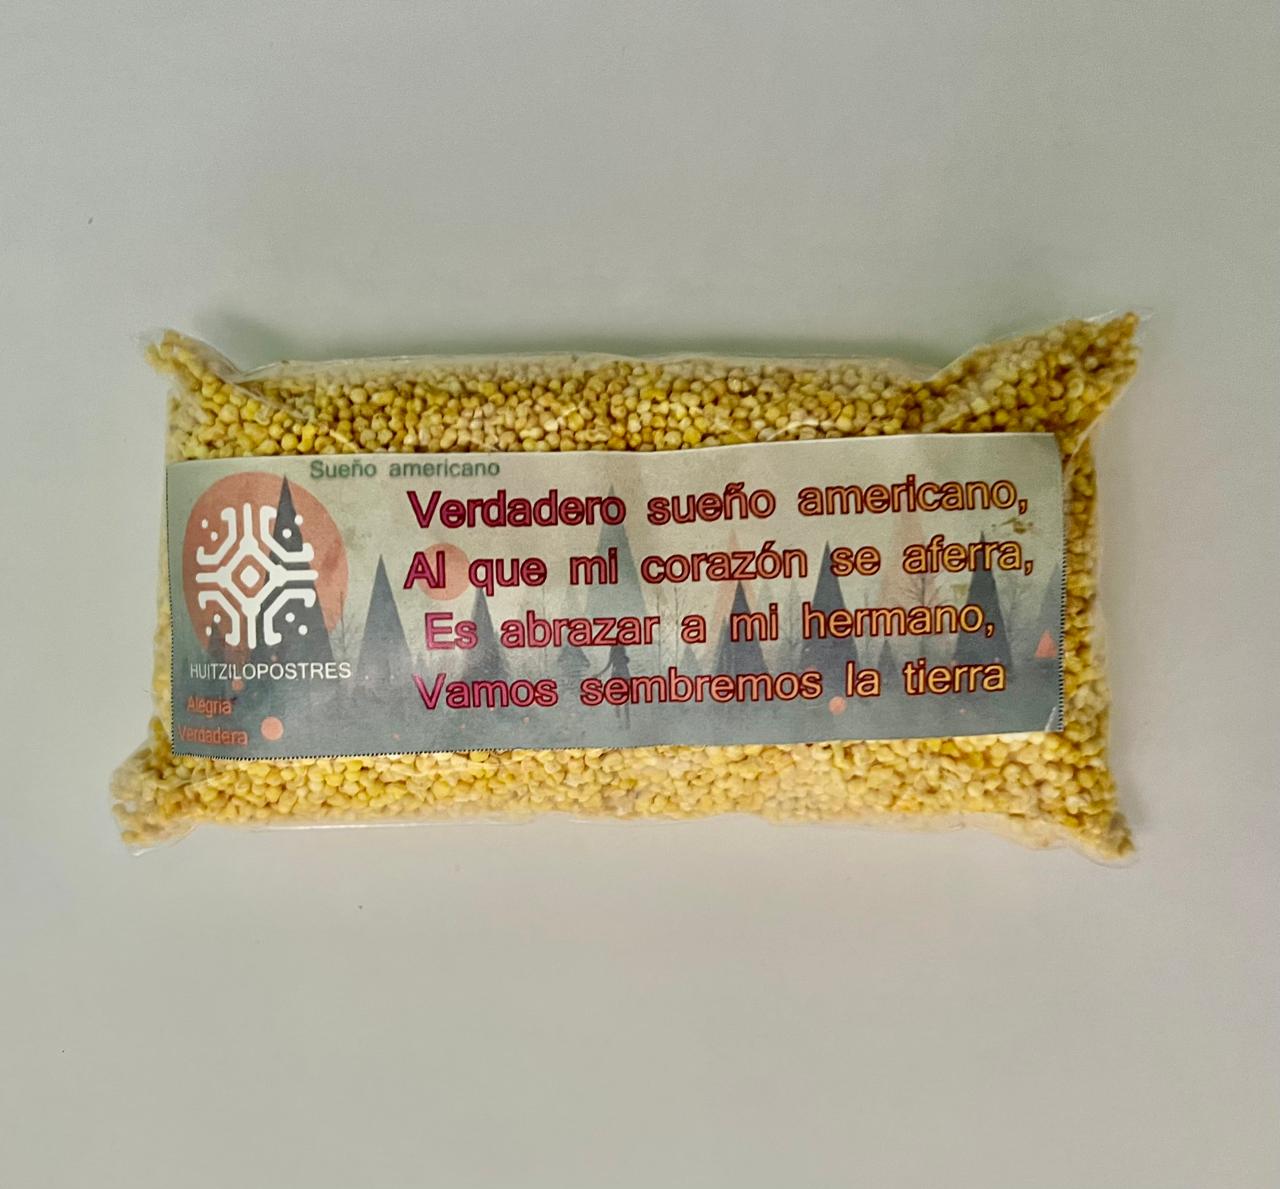 Sueño americano
Verdadero sueño americano,
Al que mi corazón se aferra,
Es abrazar a mi hermano,
Vamos sembremos la tierra
HUITZILOPOSTRES
Alegria
Verdadera